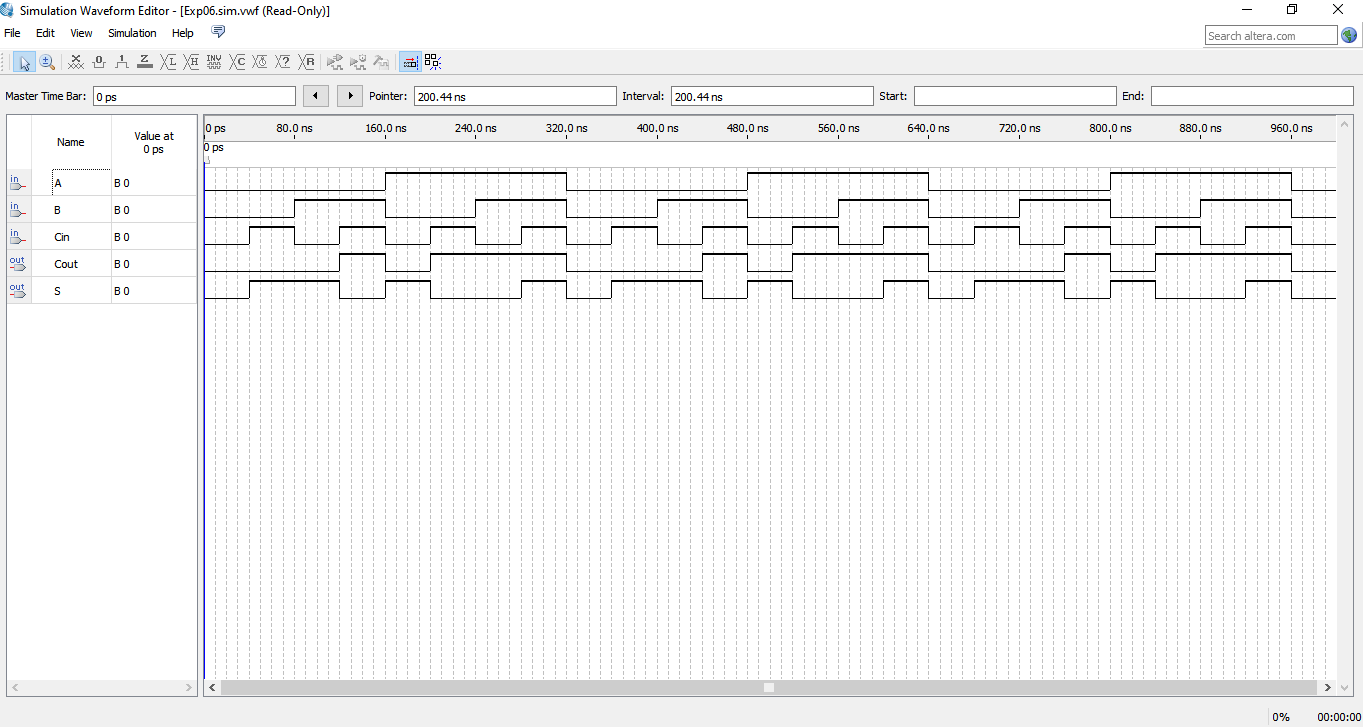 Simulation Waveform Editor - [Exp06.sim.vwf (Read-Only)]
File Edit View Simulation Help
Search altera.com
Master Time Bar: 0 ps Pointer: 200.44 ns Interval: 200.44 ns Start: End:
Name Value at 0 ps
0 ps 80.0 ns 160.0 ns 240.0 ns 320.0 ns 400.0 ns 480.0 ns 560.0 ns 640.0 ns 720.0 ns 800.0 ns 880.0 ns 960.0 ns
0 ps
in A B 0
in B B 0
in Cin B 0
out Cout B 0
out S B 0
0% 00:00:00